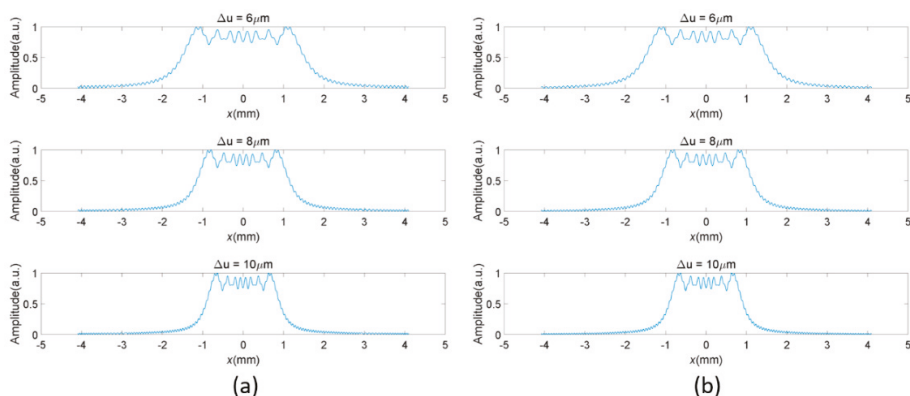 Δu = 6μm
Amplitude(a.u.)
1
0.5
0
-5 -4 -3 -2 -1 0 1 2 3 4 5
x(mm)
Δu = 8μm
Amplitude(a.u.)
1
0.5
0
-5 -4 -3 -2 -1 0 1 2 3 4 5
x(mm)
Δu = 10μm
Amplitude(a.u.)
1
0.5
0
-5 -4 -3 -2 -1 0 1 2 3 4 5
x(mm)
(a)
Δu = 6μm
Amplitude(a.u.)
1
0.5
0
-5 -4 -3 -2 -1 0 1 2 3 4 5
x(mm)
Δu = 8μm
Amplitude(a.u.)
1
0.5
0
-5 -4 -3 -2 -1 0 1 2 3 4 5
x(mm)
Δu = 10μm
Amplitude(a.u.)
1
0.5
0
-5 -4 -3 -2 -1 0 1 2 3 4 5
x(mm)
(b)